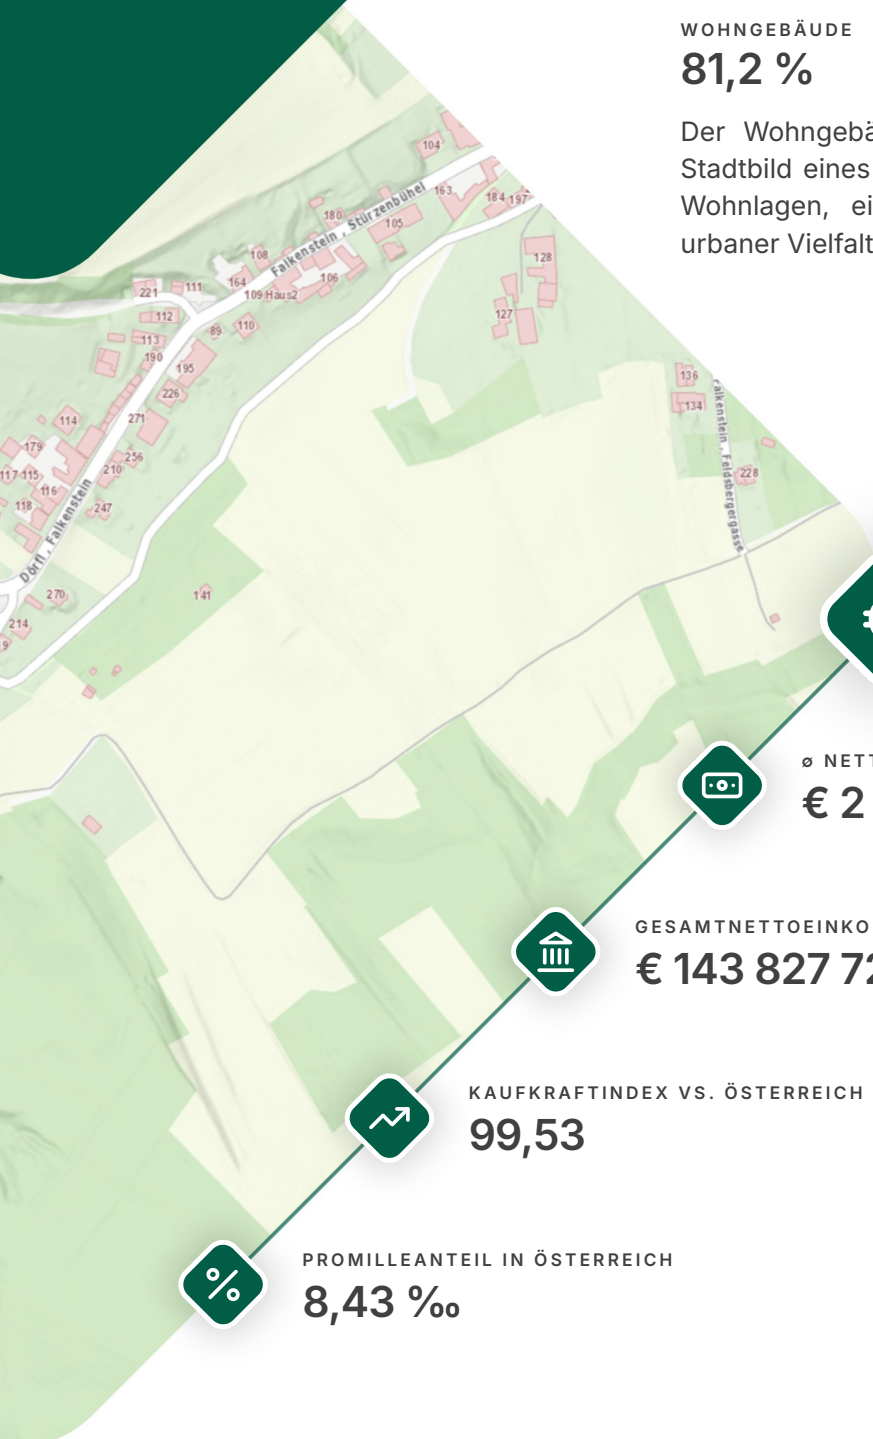 WOHNGEBÄUDE
81,2 %
Der Wohngebä
Stadtbild eines
Wohnlagen, ei
urbaner Vielfalt
104
163
184 197
180
Falkenstein , Stürzenbühel
105
108
128
106
164
109 Haus2
221
111
112
127
89
110
113
190
195
136
226
134
114
271
Falkenstein , Feldsbergergasse
179
256
117 115
210
228
116
118
247
Dörfl , Falkenstein
270
141
214
9
ø NETT
€ 2
GESAMTNETTOEINKO
€ 143 827 72
KAUFKRAFTINDEX VS. ÖSTERREICH
99,53
PROMILLEANTEIL IN ÖSTERREICH
8,43 ‰